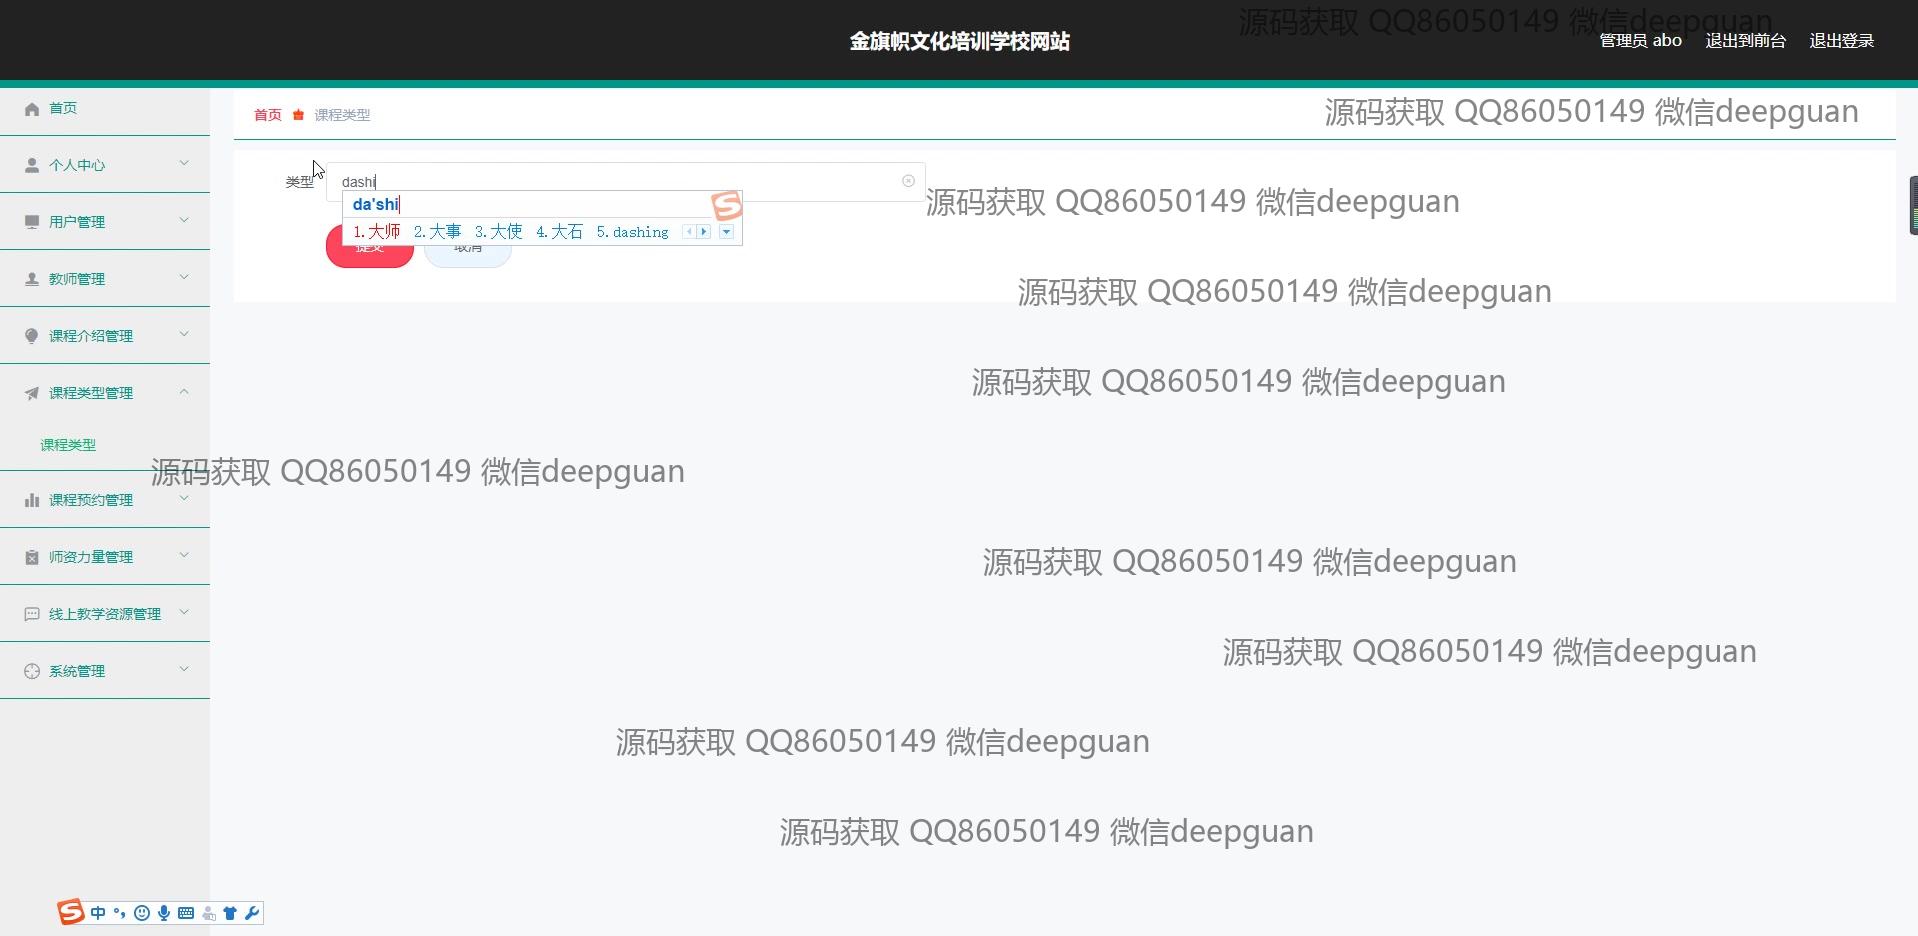 源码获取 QQ86050149 微信deepguan
金旗帜文化培训学校网站
管理员 abo 退出到前台 退出登录
首页
首页 课程类型
源码获取 QQ86050149 微信deepguan
个人中心
类型 dashi
da'shi
源码获取 QQ86050149 微信deepguan
用户管理
1.大师 2.大事 3.大使 4.大石 5.dashing
提交 取消
教师管理
源码获取 QQ86050149 微信deepguan
课程介绍管理
源码获取 QQ86050149 微信deepguan
课程类型管理
课程类型
源码获取 QQ86050149 微信deepguan
课程预约管理
师资力量管理
源码获取 QQ86050149 微信deepguan
线上教学资源管理
源码获取 QQ86050149 微信deepguan
系统管理
源码获取 QQ86050149 微信deepguan
源码获取 QQ86050149 微信deepguan
中